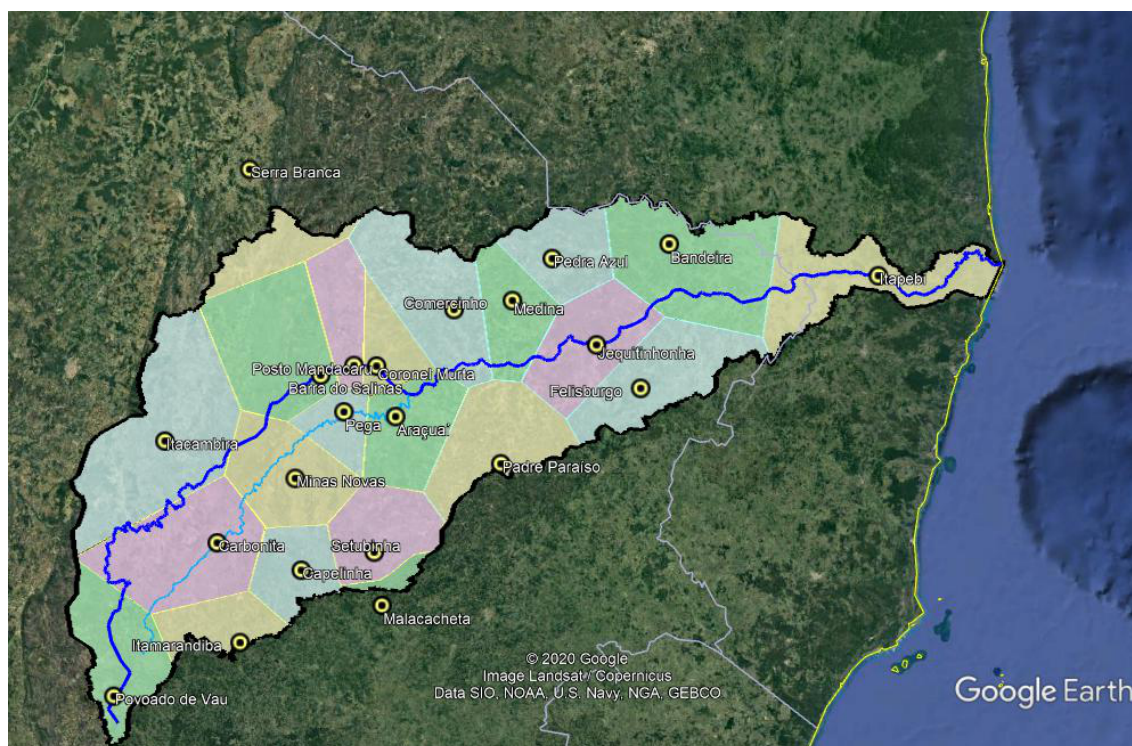 Serra Branca
Pedra Azul
Bandeira
Itapebi
Comercinho
Medina
Jequitinhonha
Posto Mandacaru
Coronel Murta
Barra do Salinas
Felisburgo
Pega
Araçuaí
Itacambira
Padre Paraíso
Minas Novas
Carbonita
Setubinha
Capelinha
Malacacheta
Itamarandiba
Povoado de Vau
© 2020 Google
Image Landsat / Copernicus
Data SIO, NOAA, U.S. Navy, NGA, GEBCO
Google Earth